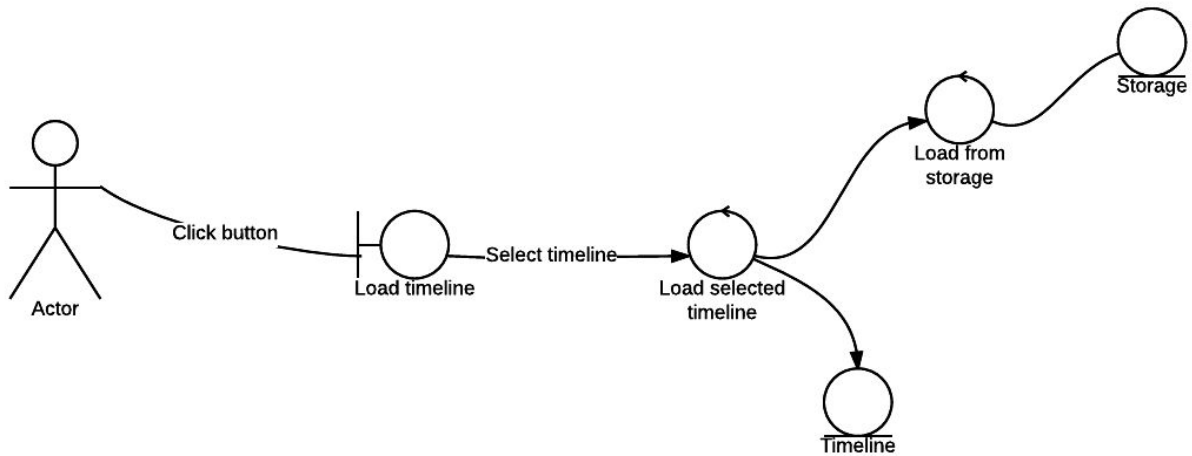 Storage
Load from
storage
Click button
Select timeline
Load timeline
Load selected
timeline
Actor
Timeline